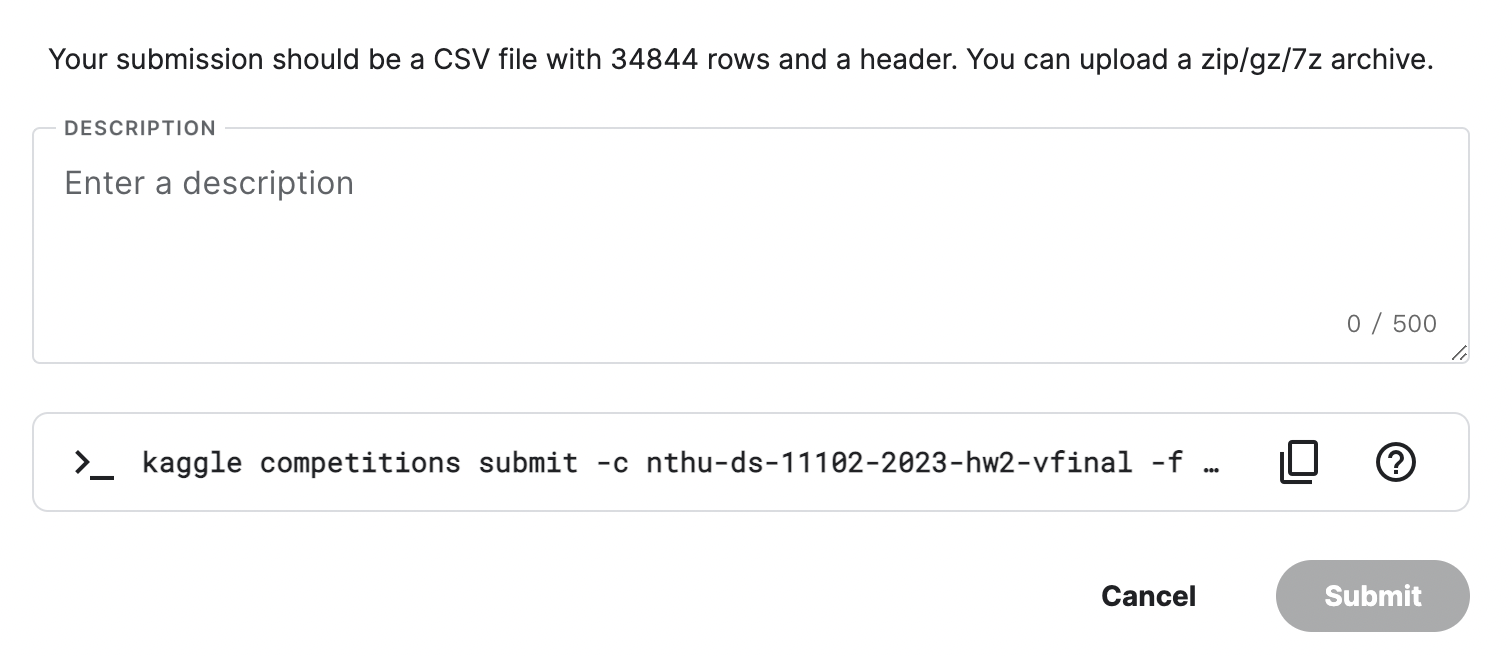 Your submission should be a CSV file with 34844 rows and a header. You can upload a zip/gz/7z archive.
DESCRIPTION
Enter a description
0 / 500
>_ kaggle competitions submit -c nthu-ds-11102-2023-hw2-vfinal -f …
Cancel
Submit